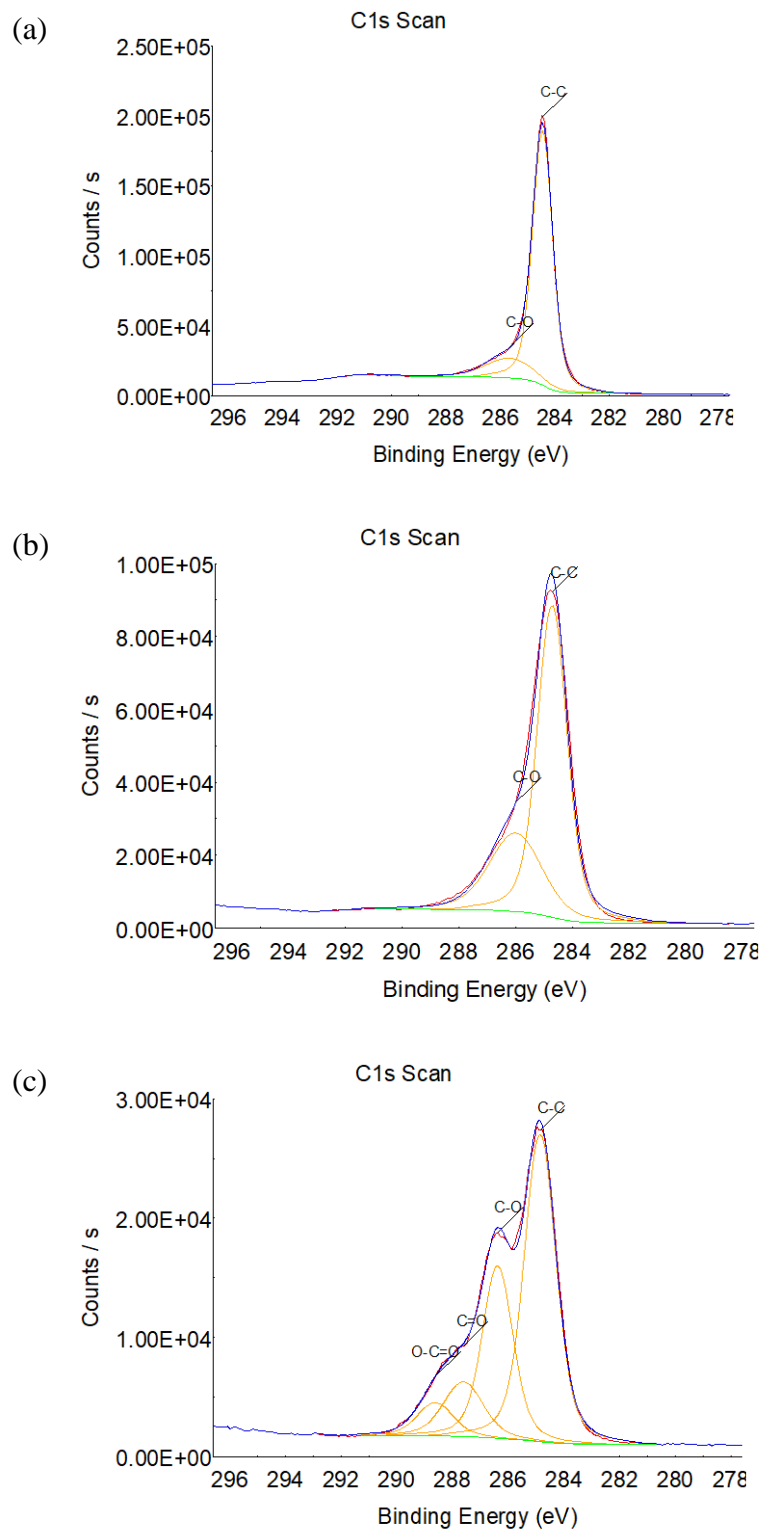 (a)
C1s Scan
2.50E+05
2.00E+05
1.50E+05
1.00E+05
5.00E+04
0.00E+00
Counts / s
C-C
C-O
296 294 292 290 288 286 284 282 280 278
Binding Energy (eV)
(b)
C1s Scan
1.00E+05
8.00E+04
6.00E+04
4.00E+04
2.00E+04
0.00E+00
Counts / s
C-C
C-O
296 294 292 290 288 286 284 282 280 278
Binding Energy (eV)
(c)
C1s Scan
3.00E+04
2.00E+04
1.00E+04
0.00E+00
Counts / s
C-C
C-O
C=O
O-C=O
296 294 292 290 288 286 284 282 280 278
Binding Energy (eV)